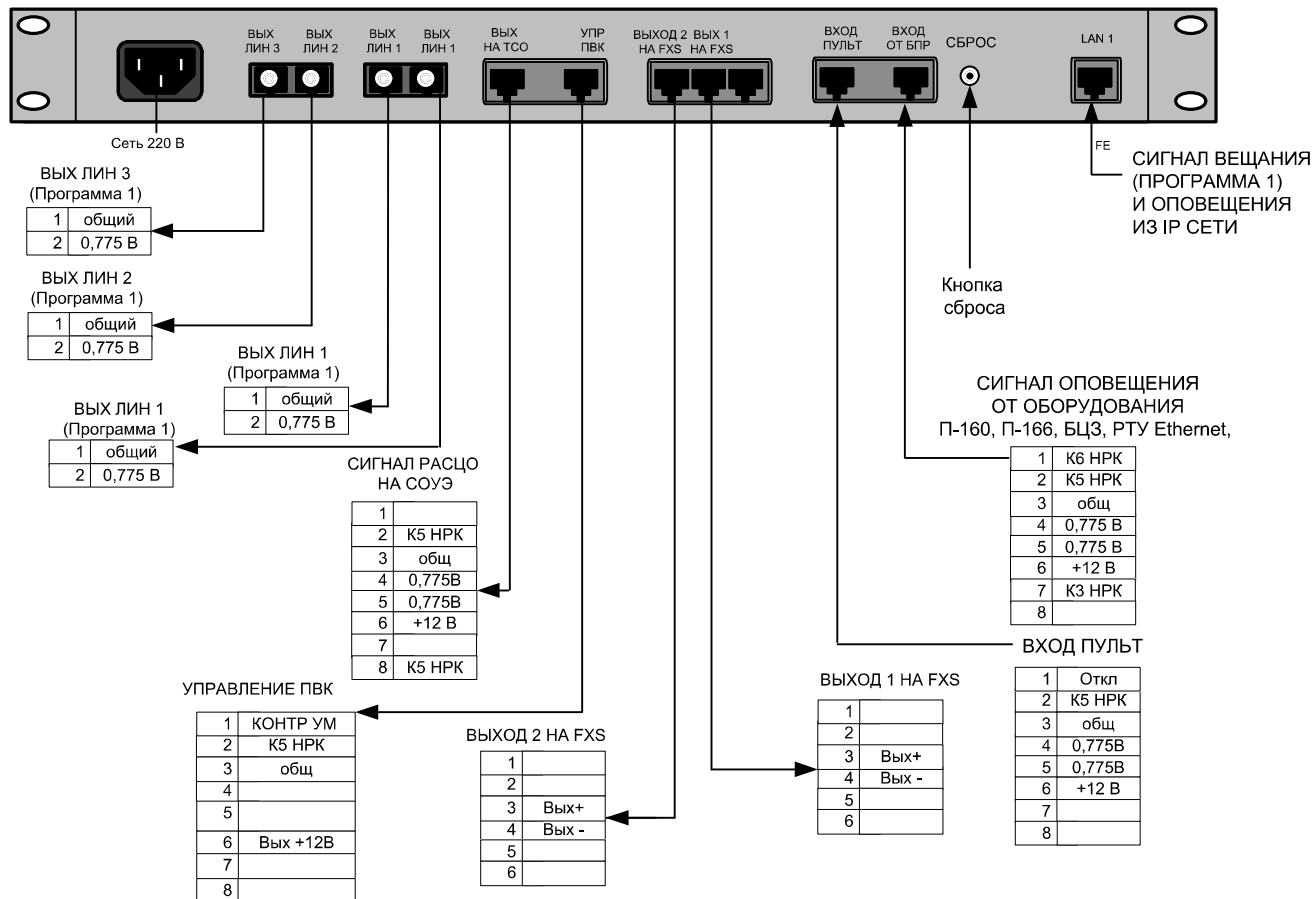 ВЫХ ЛИН 3
ВЫХ ЛИН 2
ВЫХ ЛИН 1
ВЫХ ЛИН 1
ВЫХ НА ТСО
УПР ПВК
ВЫХОД 2 НА FXS
ВЫХ 1 НА FXS
ВХОД ПУЛЬТ
ВХОД ОТ БПР
СБРОС
LAN 1
Сеть 220 В
FE
СИГНАЛ ВЕЩАНИЯ
(ПРОГРАММА 1)
И ОПОВЕЩЕНИЯ
ИЗ IP СЕТИ
ВЫХ ЛИН 3
(Программа 1)
1 общий
2 0,775 В
ВЫХ ЛИН 2
(Программа 1)
1 общий
2 0,775 В
ВЫХ ЛИН 1
(Программа 1)
1 общий
2 0,775 В
ВЫХ ЛИН 1
(Программа 1)
1 общий
2 0,775 В
Кнопка
сброса
СИГНАЛ ОПОВЕЩЕНИЯ
ОТ ОБОРУДОВАНИЯ
П-160, П-166, БЦЗ, РТУ Ethernet,
1 К6 НРК
2 К5 НРК
3 общ
4 0,775 В
5 0,775 В
6 +12 В
7 К3 НРК
8
СИГНАЛ РАСЦО
НА СОУЭ
1
2 К5 НРК
3 общ
4 0,775В
5 0,775В
6 +12 В
7
8 К5 НРК
ВХОД ПУЛЬТ
1 Откл
2 К5 НРК
3 общ
4 0,775В
5 0,775В
6 +12 В
7
8
УПРАВЛЕНИЕ ПВК
1 КОНТР УМ
2 К5 НРК
3 общ
4
5
6 Вых +12В
7
8
ВЫХОД 2 НА FXS
1
2
3 Вых+
4 Вых -
5
6
ВЫХОД 1 НА FXS
1
2
3 Вых+
4 Вых -
5
6